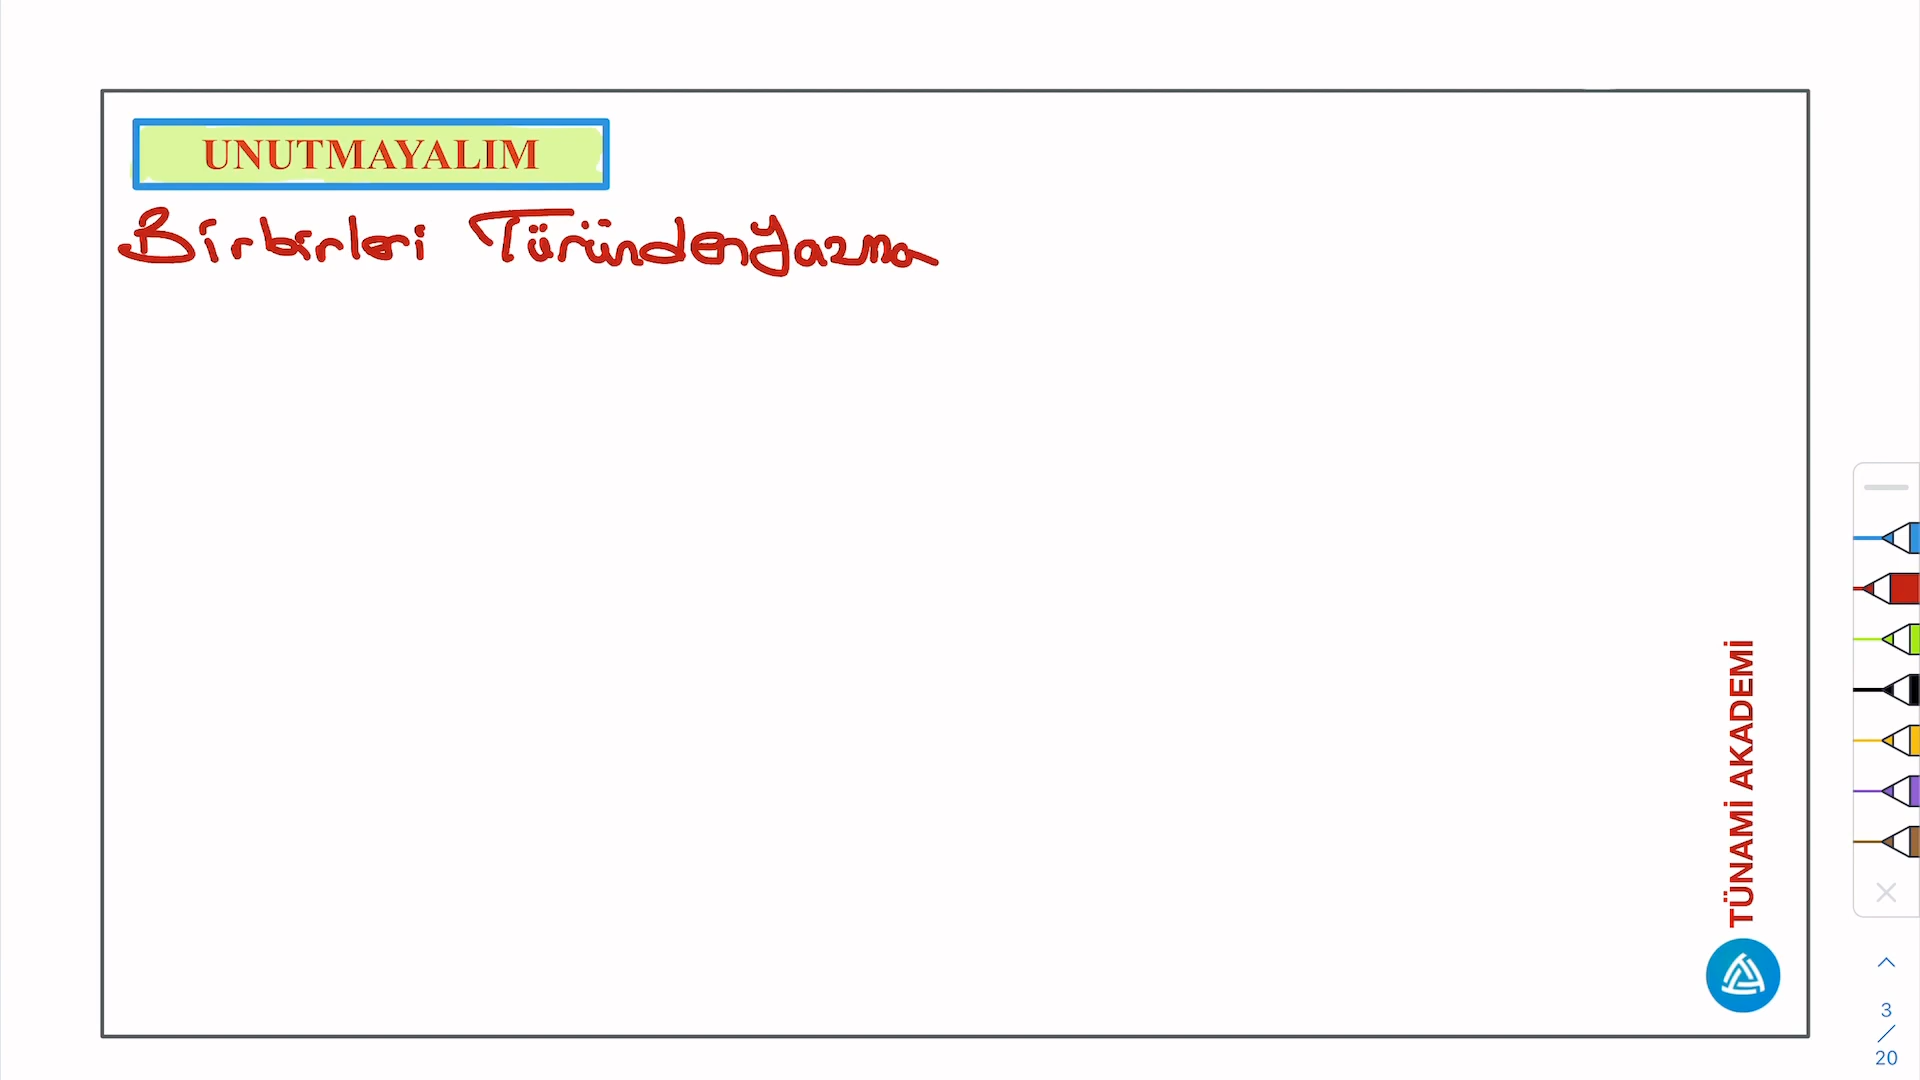 UNUTMAYALIM
Birbirleri Türünden Yazma
TÜNAMİ AKADEMİ
3
/
20